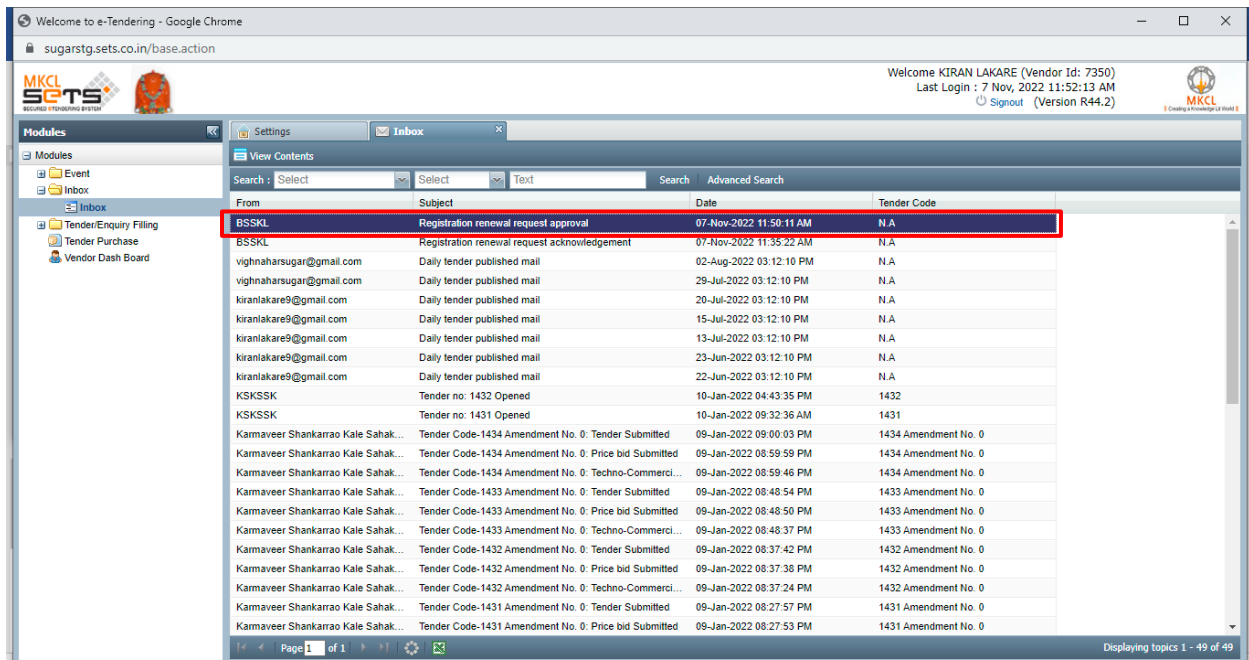 Welcome to e-Tendering - Google Chrome
sugarstg.sets.co.in/base.action
MKCL
SETS
SECURED ETENDERING SYSTEM
Welcome KIRAN LAKARE (Vendor Id: 7350)
Last Login : 7 Nov, 2022 11:52:13 AM
Signout (Version R44.2)
MKCL
Creating a Knowledge Lit World
Modules
Settings
Inbox
Modules
Event
Inbox
Inbox
Tender/Enquiry Filling
Tender Purchase
Vendor Dash Board
View Contents
Search : Select Select Text Search Advanced Search
From Subject Date Tender Code
BSSKL Registration renewal request approval 07-Nov-2022 11:50:11 AM N.A
BSSKL Registration renewal request acknowledgement 07-Nov-2022 11:35:22 AM N.A
vighnaharsugar@gmail.com Daily tender published mail 02-Aug-2022 03:12:10 PM N.A
vighnaharsugar@gmail.com Daily tender published mail 29-Jul-2022 03:12:10 PM N.A
kiranlakare9@gmail.com Daily tender published mail 20-Jul-2022 03:12:10 PM N.A
kiranlakare9@gmail.com Daily tender published mail 15-Jul-2022 03:12:10 PM N.A
kiranlakare9@gmail.com Daily tender published mail 13-Jul-2022 03:12:10 PM N.A
kiranlakare9@gmail.com Daily tender published mail 23-Jun-2022 03:12:10 PM N.A
kiranlakare9@gmail.com Daily tender published mail 22-Jun-2022 03:12:10 PM N.A
KSKSSK Tender no: 1432 Opened 10-Jan-2022 04:43:35 PM 1432
KSKSSK Tender no: 1431 Opened 10-Jan-2022 09:32:36 AM 1431
Karmaveer Shankarrao Kale Sahak... Tender Code-1434 Amendment No. 0: Tender Submitted 09-Jan-2022 09:00:03 PM 1434 Amendment No. 0
Karmaveer Shankarrao Kale Sahak... Tender Code-1434 Amendment No. 0: Price bid Submitted 09-Jan-2022 08:59:59 PM 1434 Amendment No. 0
Karmaveer Shankarrao Kale Sahak... Tender Code-1434 Amendment No. 0: Techno-Commerci... 09-Jan-2022 08:59:46 PM 1434 Amendment No. 0
Karmaveer Shankarrao Kale Sahak... Tender Code-1433 Amendment No. 0: Tender Submitted 09-Jan-2022 08:48:54 PM 1433 Amendment No. 0
Karmaveer Shankarrao Kale Sahak... Tender Code-1433 Amendment No. 0: Price bid Submitted 09-Jan-2022 08:48:50 PM 1433 Amendment No. 0
Karmaveer Shankarrao Kale Sahak... Tender Code-1433 Amendment No. 0: Techno-Commerci... 09-Jan-2022 08:48:37 PM 1433 Amendment No. 0
Karmaveer Shankarrao Kale Sahak... Tender Code-1432 Amendment No. 0: Tender Submitted 09-Jan-2022 08:37:42 PM 1432 Amendment No. 0
Karmaveer Shankarrao Kale Sahak... Tender Code-1432 Amendment No. 0: Price bid Submitted 09-Jan-2022 08:37:38 PM 1432 Amendment No. 0
Karmaveer Shankarrao Kale Sahak... Tender Code-1432 Amendment No. 0: Techno-Commerci... 09-Jan-2022 08:37:24 PM 1432 Amendment No. 0
Karmaveer Shankarrao Kale Sahak... Tender Code-1431 Amendment No. 0: Tender Submitted 09-Jan-2022 08:27:57 PM 1431 Amendment No. 0
Karmaveer Shankarrao Kale Sahak... Tender Code-1431 Amendment No. 0: Price bid Submitted 09-Jan-2022 08:27:53 PM 1431 Amendment No. 0
Page 1 of 1 Displaying topics 1 - 49 of 49